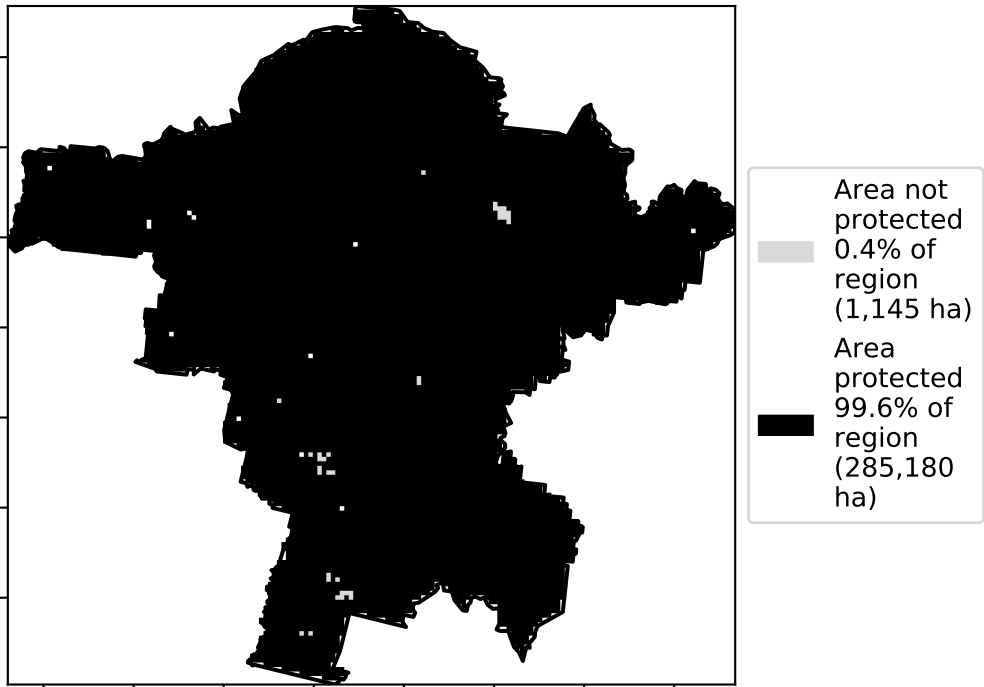 Area not
protected
0.4% of
region
(1,145 ha)
Area
protected
99.6% of
region
(285,180
ha)